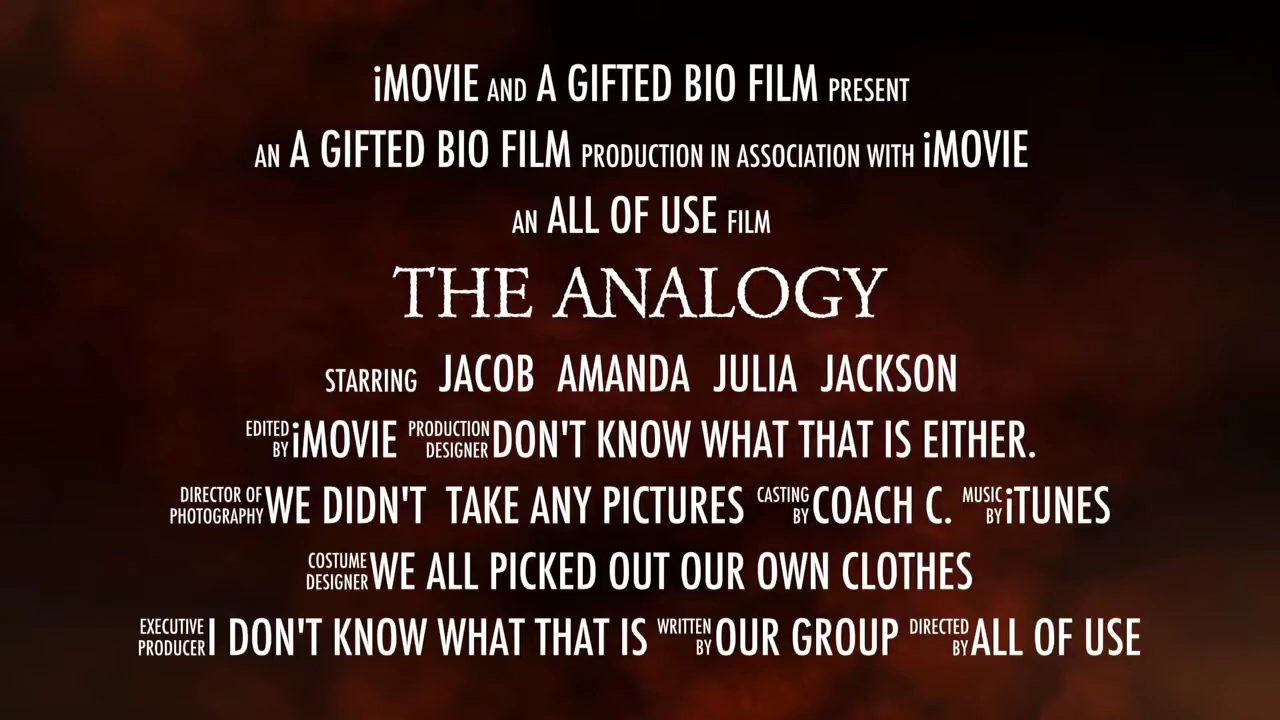 iMOVIE AND A GIFTED BIO FILM PRESENT
AN A GIFTED BIO FILM PRODUCTION IN ASSOCIATION WITH iMOVIE
AN ALL OF USE FILM
THE ANALOGY
STARRING JACOB AMANDA JULIA JACKSON
EDITED BY iMOVIE PRODUCTION DESIGNER DON'T KNOW WHAT THAT IS EITHER.
DIRECTOR OF PHOTOGRAPHY WE DIDN'T TAKE ANY PICTURES CASTING BY COACH C. MUSIC BY iTUNES
COSTUME DESIGNER WE ALL PICKED OUT OUR OWN CLOTHES
EXECUTIVE PRODUCER I DON'T KNOW WHAT THAT IS WRITTEN BY OUR GROUP DIRECTED BY ALL OF USE